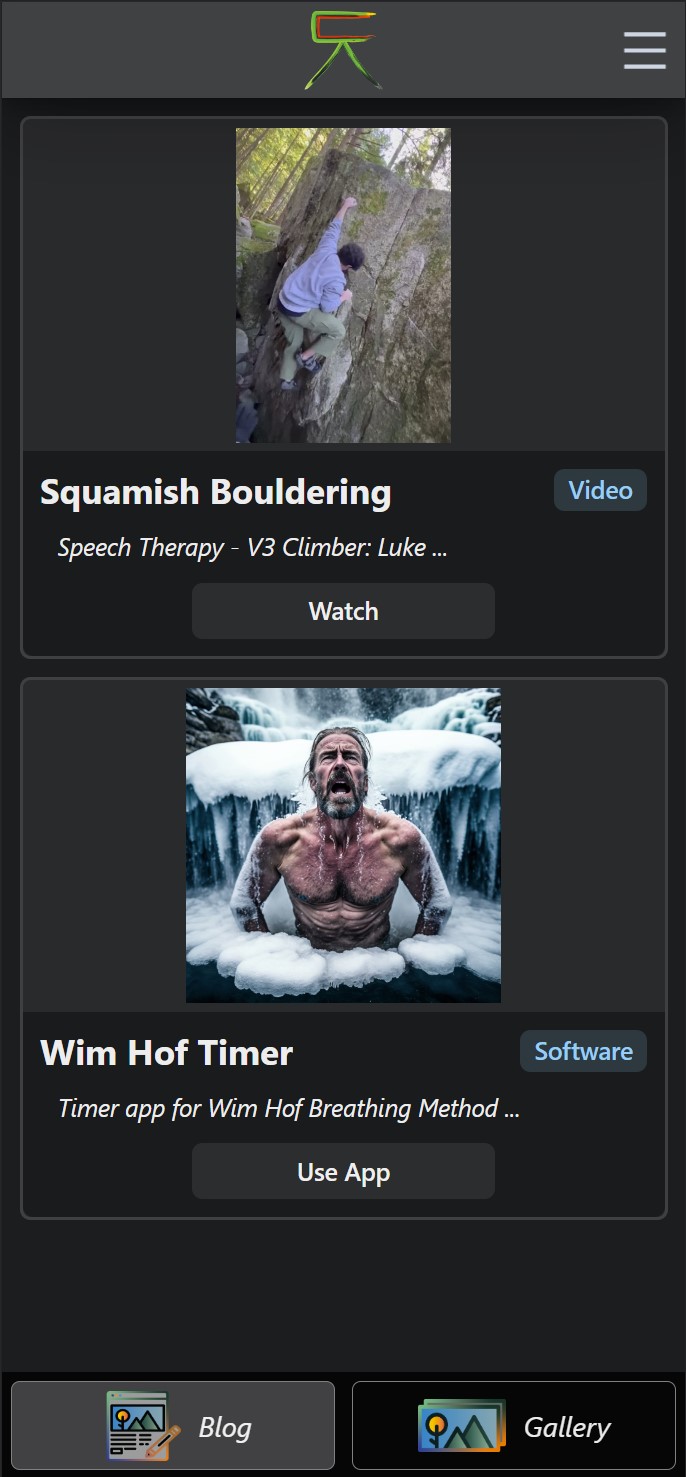 Squamish Bouldering
Video
Speech Therapy - V3 Climber: Luke ...
Watch
Wim Hof Timer
Software
Timer app for Wim Hof Breathing Method ...
Use App
Blog
Gallery